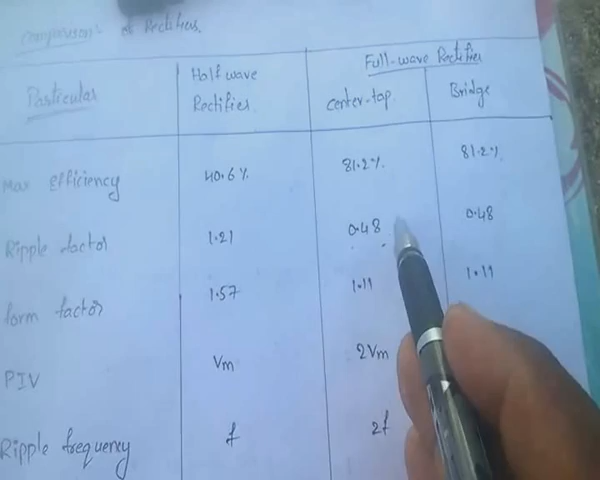 Comparison of Rectifiers.
Full-wave Rectifier
Particular Half wave Rectifier. Center-tap. Bridge
Max Efficiency 40.6% 81.2% 81.2%
Ripple factor 1.21 0.48 0.48
form factor 1.57 1.11 1.11
PIV Vm 2Vm
Ripple frequency f 2f